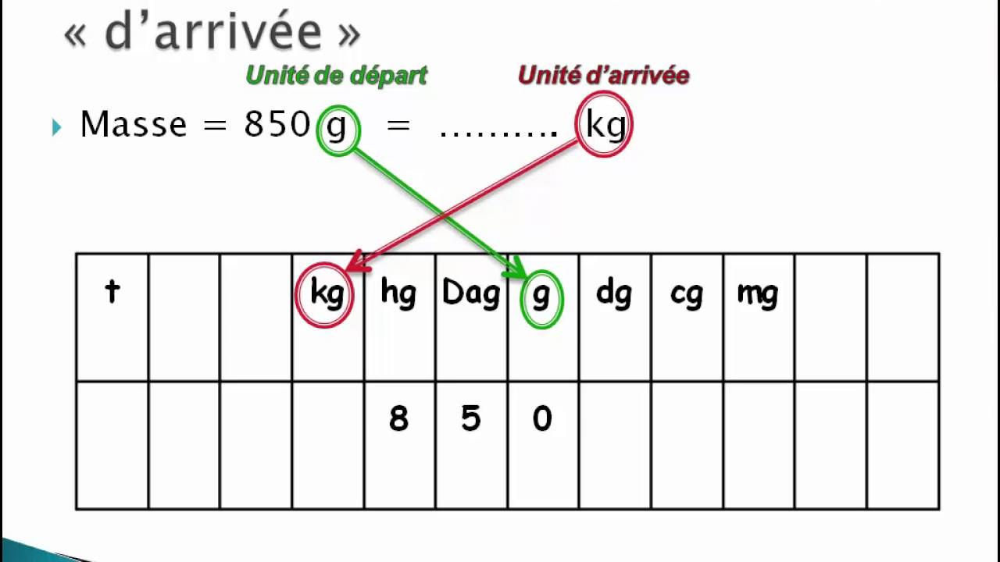 « d’arrivée »
Unité de départ Unité d’arrivée
Masse = 850 g = ………. kg
t kg hg Dag g dg cg mg
8 5 0